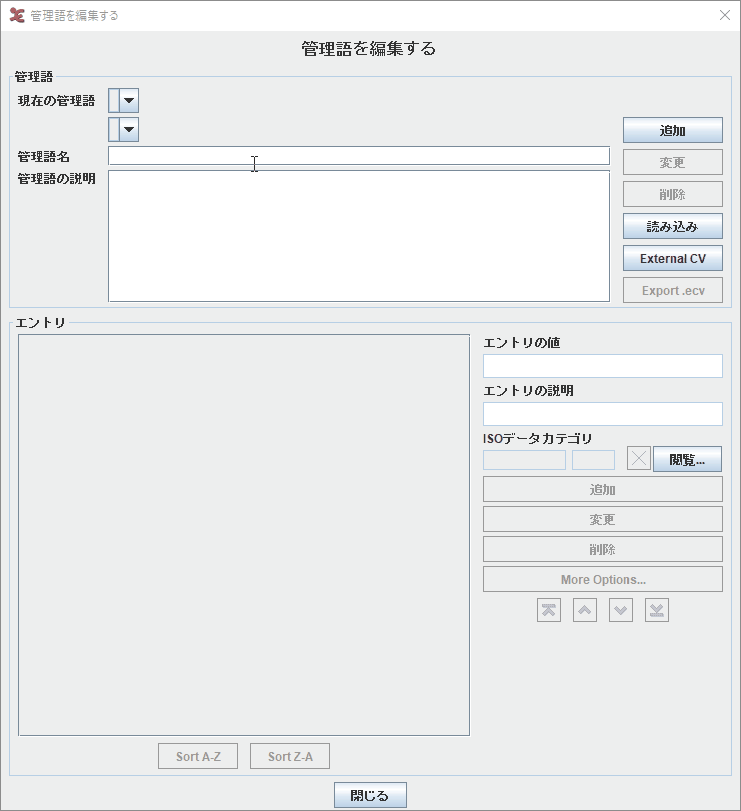 管理語を編集する
管理語を編集する
管理語
現在の管理語
追加
管理語名
変更
管理語の説明
削除
読み込み
External CV
Export .ecv
エントリ
エントリの値
エントリの説明
ISOデータカテゴリ
閲覧...
追加
変更
削除
More Options...
Sort A-Z
Sort Z-A
閉じる